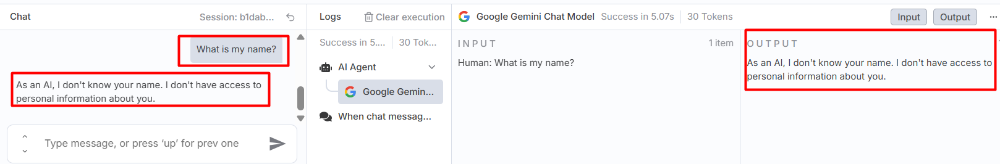 Chat
Session: b1dab...
What is my name?
As an AI, I don't know your name. I don't have access to
personal information about you.
Type message, or press ‘up’ for prev one
Logs
Clear execution
Success in 5....
30 Tok...
AI Agent
Google Gemin...
When chat messag...
Google Gemini Chat Model
Success in 5.07s
30 Tokens
Input
Output
...
INPUT
1 item
Human: What is my name?
OUTPUT
As an AI, I don't know your name. I don't have access to
personal information about you.